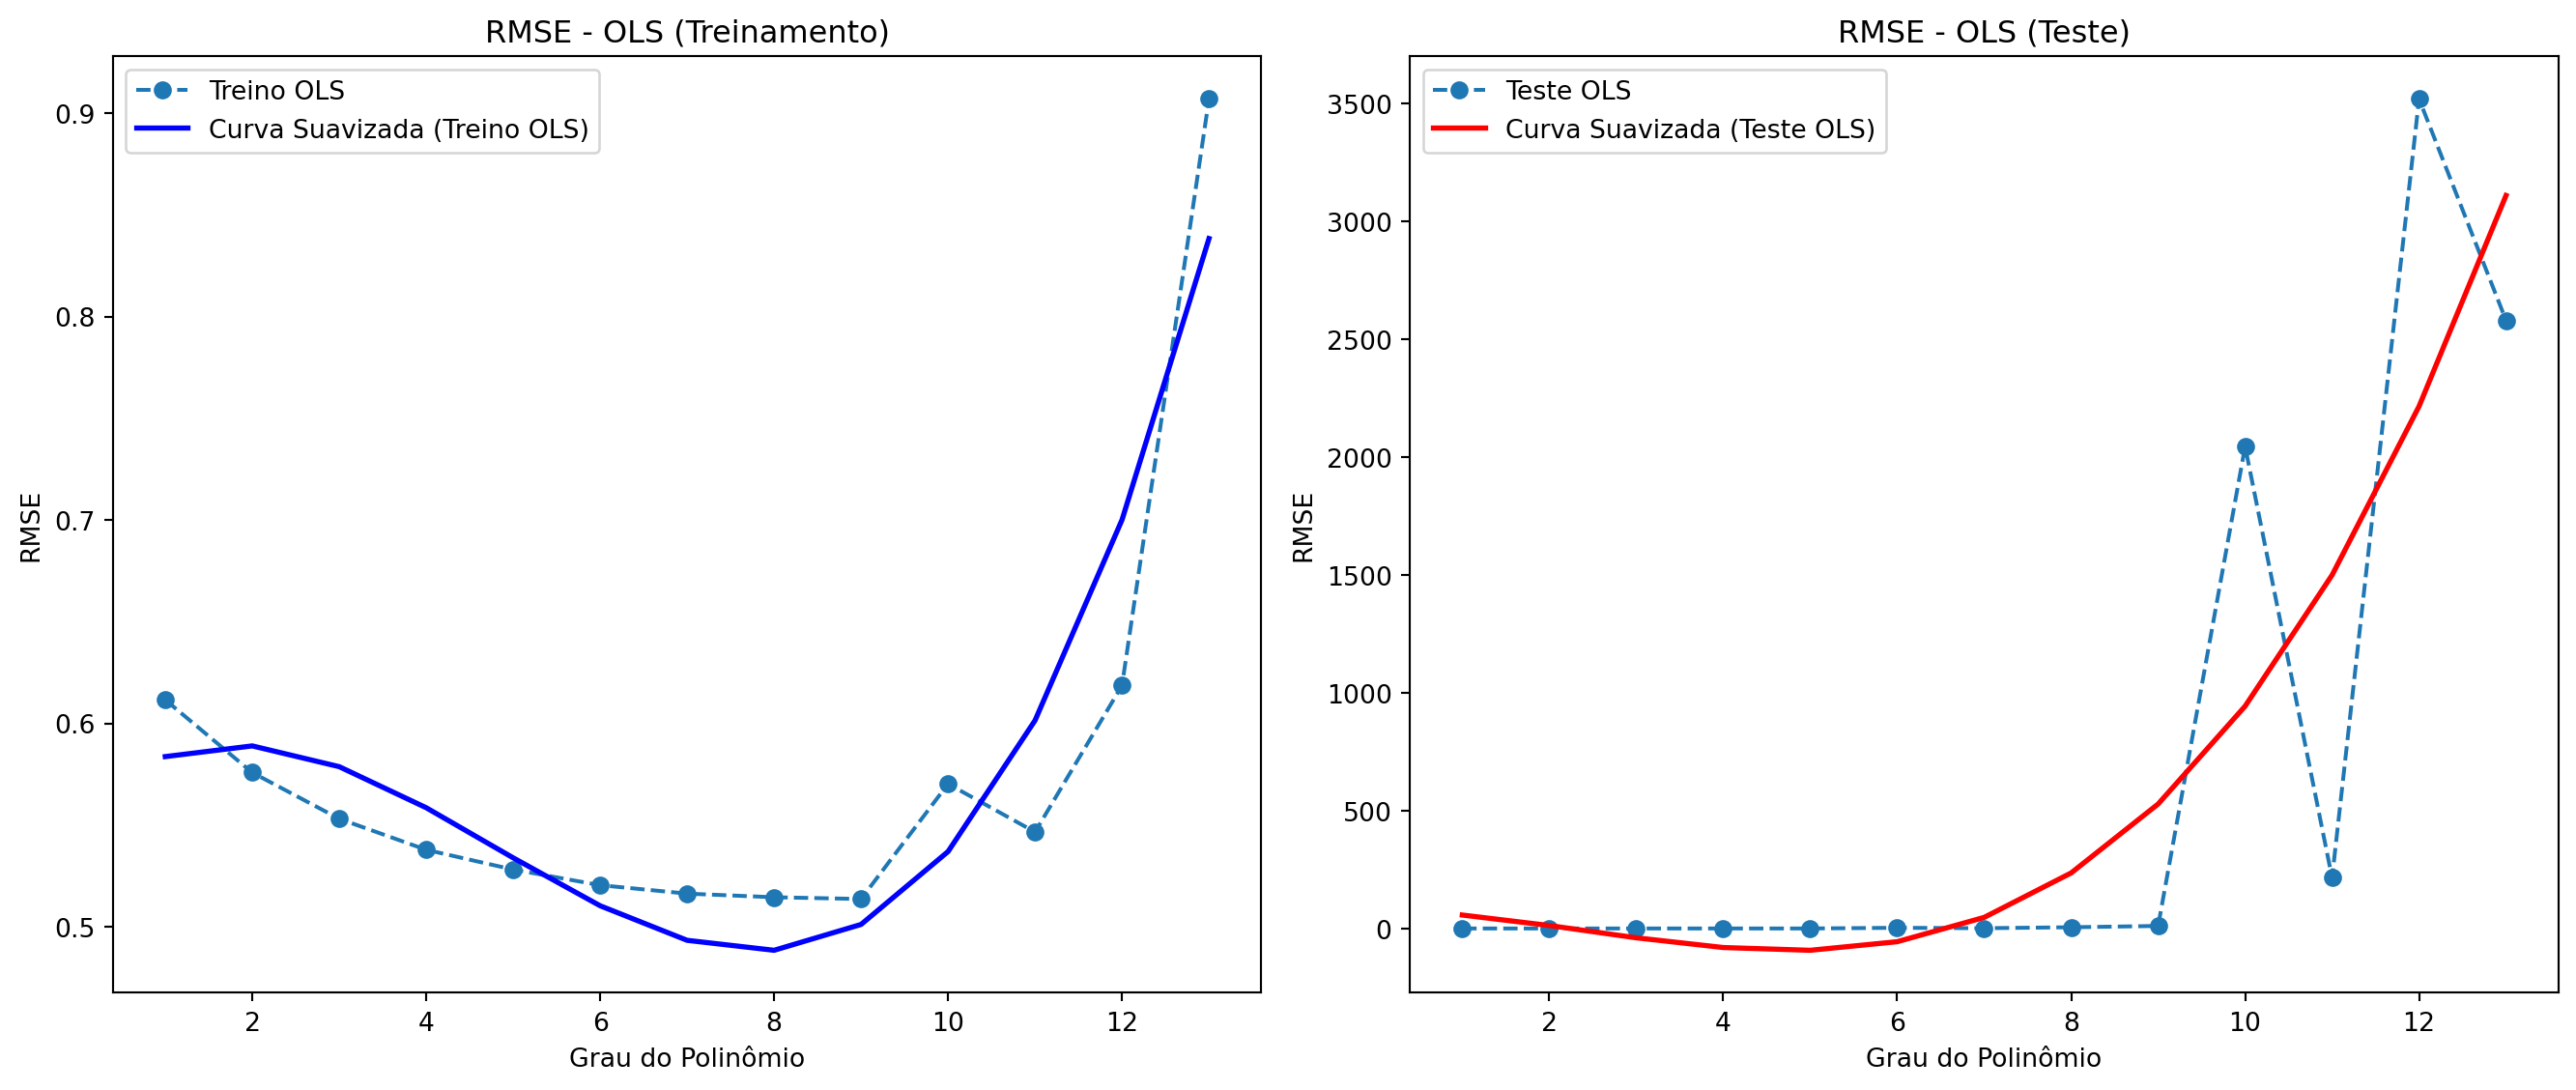 RMSE - OLS (Treinamento)
Treino OLS
Curva Suavizada (Treino OLS)
0.9
0.8
0.7
0.6
0.5
RMSE
2 4 6 8 10 12
Grau do Polinômio
RMSE - OLS (Teste)
Teste OLS
Curva Suavizada (Teste OLS)
3500
3000
2500
2000
1500
1000
500
0
RMSE
2 4 6 8 10 12
Grau do Polinômio